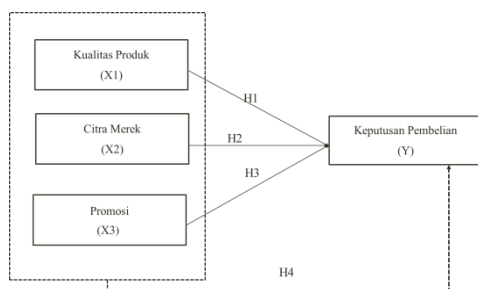 Kualitas Produk
(X1)
H1
Citra Merek
(X2)
H2
Keputusan Pembelian
(Y)
H3
Promosi
(X3)
H4